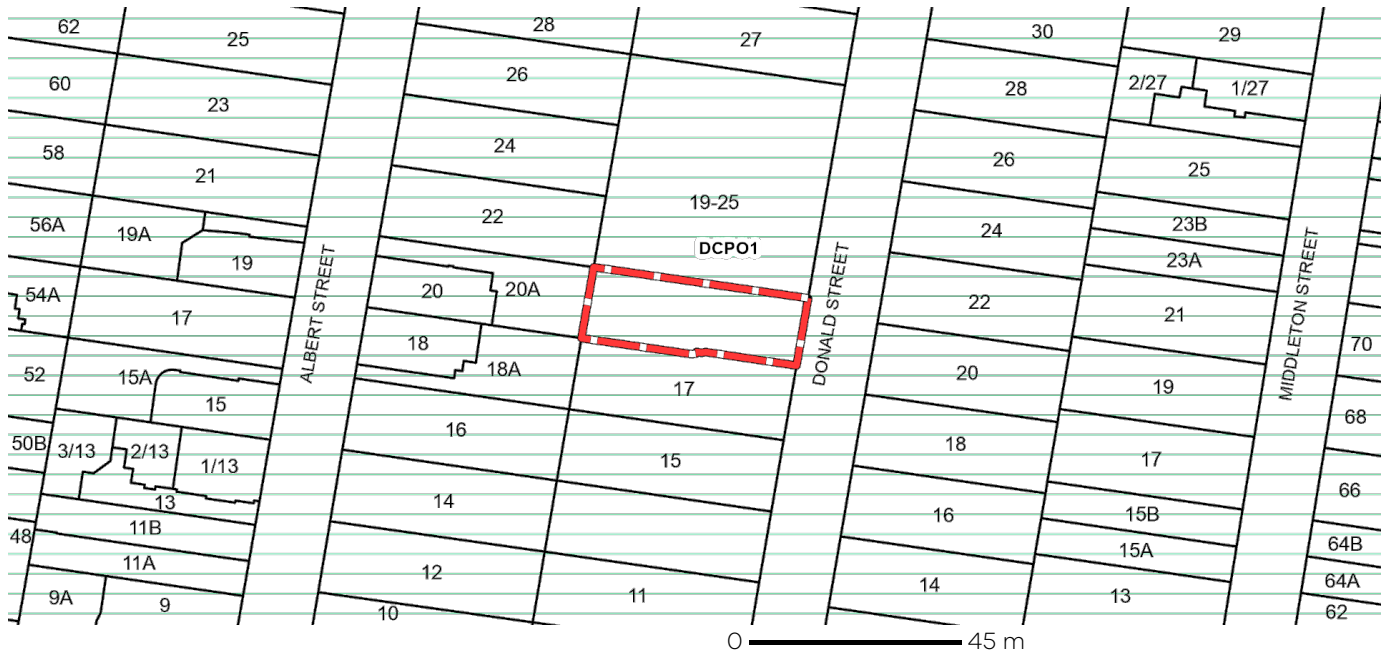 62
25
28
27
30
29
60
23
26
28
2/27
1/27
58
21
24
26
25
56A
19A
19
22
19-25
24
23B
DCPO1
23A
54A
17
ALBERT STREET
20
20A
DONALD STREET
22
21
MIDDLETON STREET
70
18
18A
52
15A
15
17
20
19
68
50B
3/13
2/13
1/13
16
15
18
17
66
13
14
16
15B
48
11B
15A
64B
11A
12
14
64A
9A
9
10
11
13
62
0 45 m